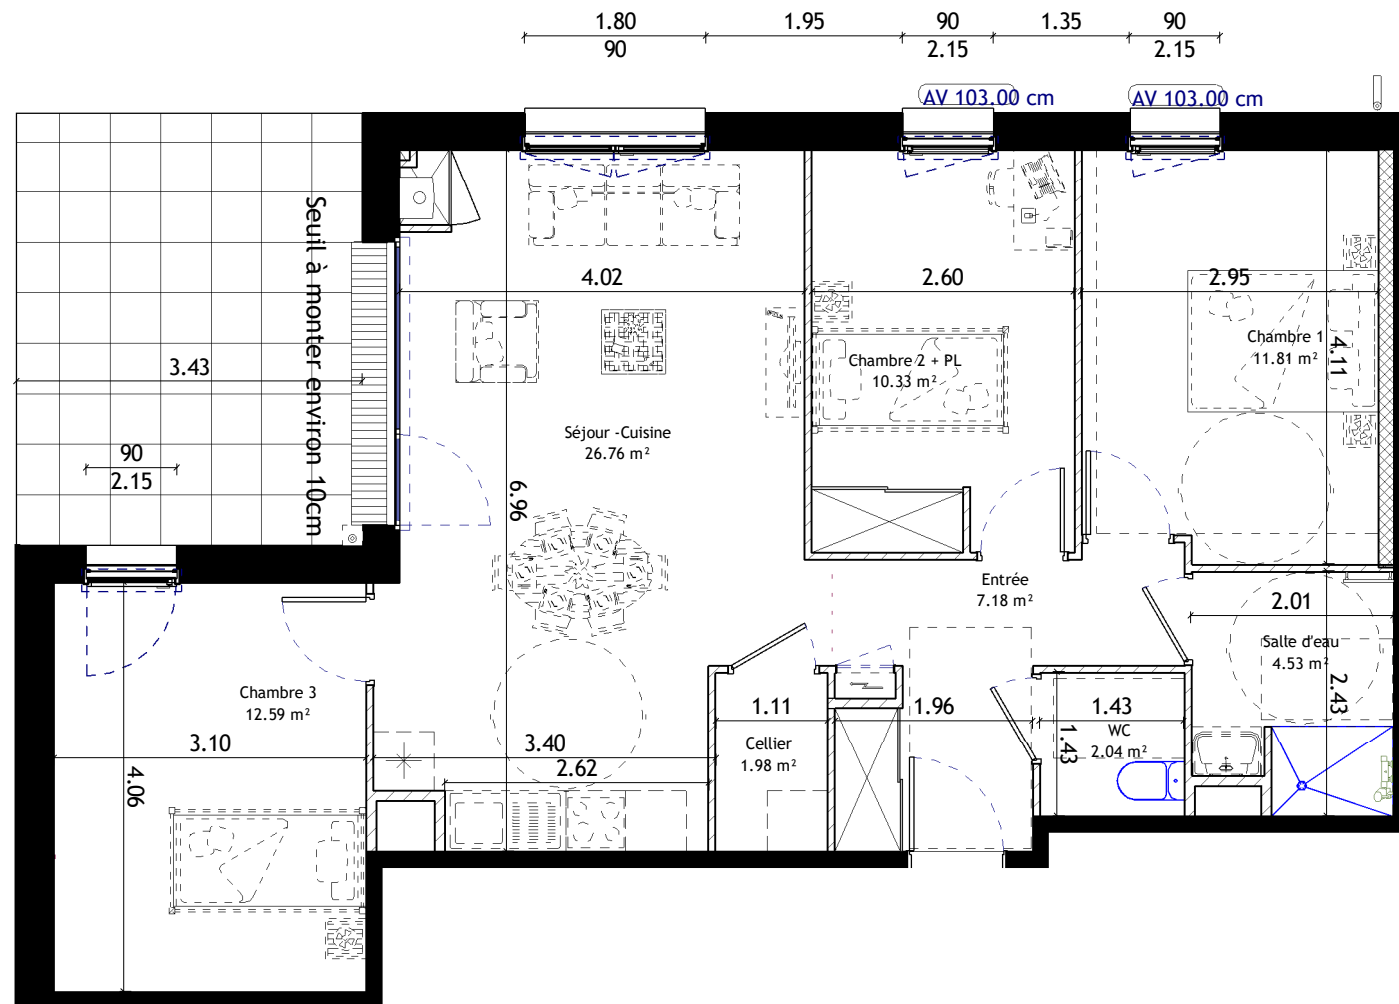 1.80
90
1.95
90
2.15
1.35
90
2.15
AV 103.00 cm
AV 103.00 cm
Seuil à monter environ 10cm
4.02
2.60
2.95
Chambre 1
11.81 m²
4.11
Chambre 2 + PL
10.33 m²
3.43
Séjour -Cuisine
26.76 m²
90
2.15
6.96
Entrée
7.18 m²
2.01
Salle d'eau
4.53 m²
2.43
Chambre 3
12.59 m²
1.11
1.96
1.43
WC
2.04 m²
1.43
Cellier
1.98 m²
3.10
3.40
2.62
4.06